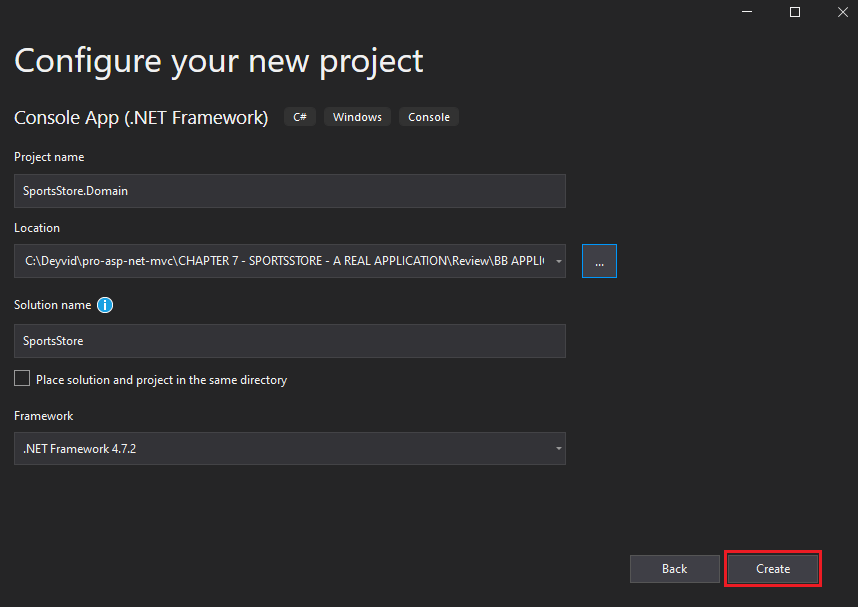 Configure your new project
Console App (.NET Framework) C# Windows Console
Project name
SportsStore.Domain
Location
C:\Deyvid\pro-asp-net-mvc\CHAPTER 7 - SPORTSSTORE - A REAL APPLICATION\Review\BB APPLI
...
Solution name i
SportsStore
Place solution and project in the same directory
Framework
.NET Framework 4.7.2
Back Create